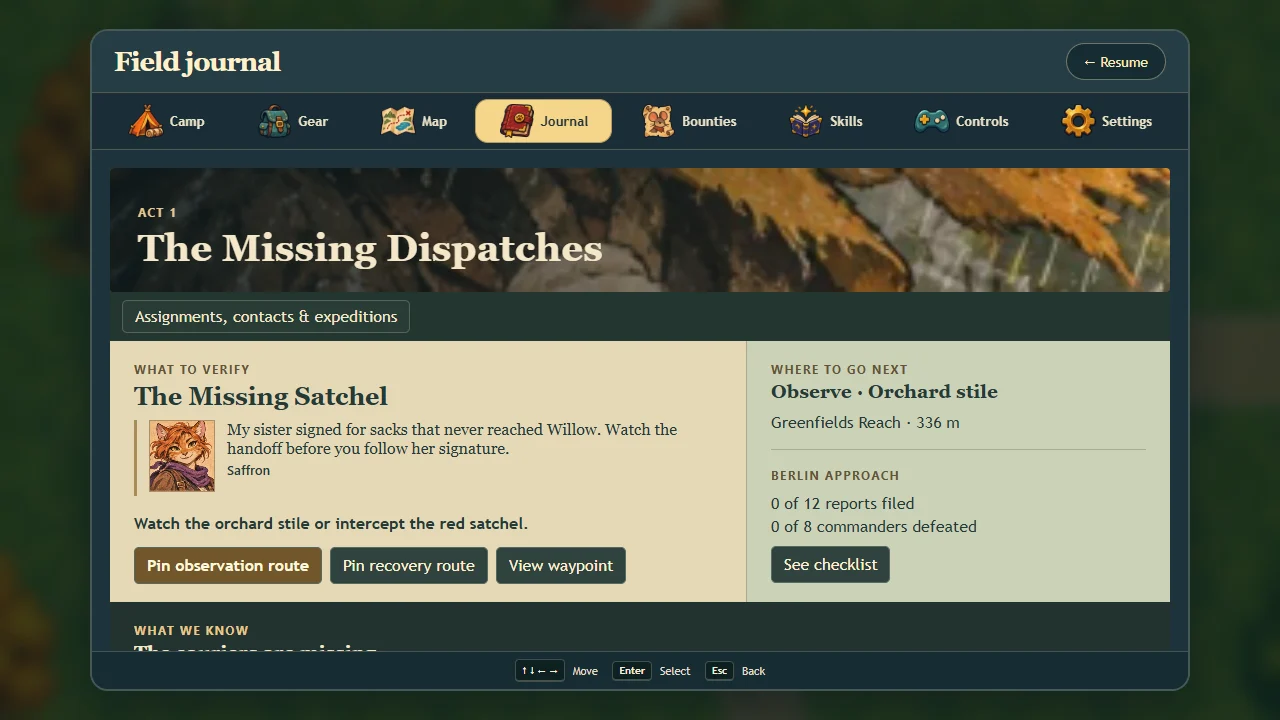 Field journal
← Resume
Camp
Gear
Map
Journal
Bounties
Skills
Controls
Settings
ACT 1
The Missing Dispatches
Assignments, contacts & expeditions
WHAT TO VERIFY
The Missing Satchel
My sister signed for sacks that never reached Willow. Watch the
handoff before you follow her signature.
Saffron
Watch the orchard stile or intercept the red satchel.
Pin observation route
Pin recovery route
View waypoint
WHERE TO GO NEXT
Observe · Orchard stile
Greenfields Reach · 336 m
BERLIN APPROACH
0 of 12 reports filed
0 of 8 commanders defeated
See checklist
WHAT WE KNOW
The couriers are missing
↑ ↓ ← → Move Enter Select Esc Back